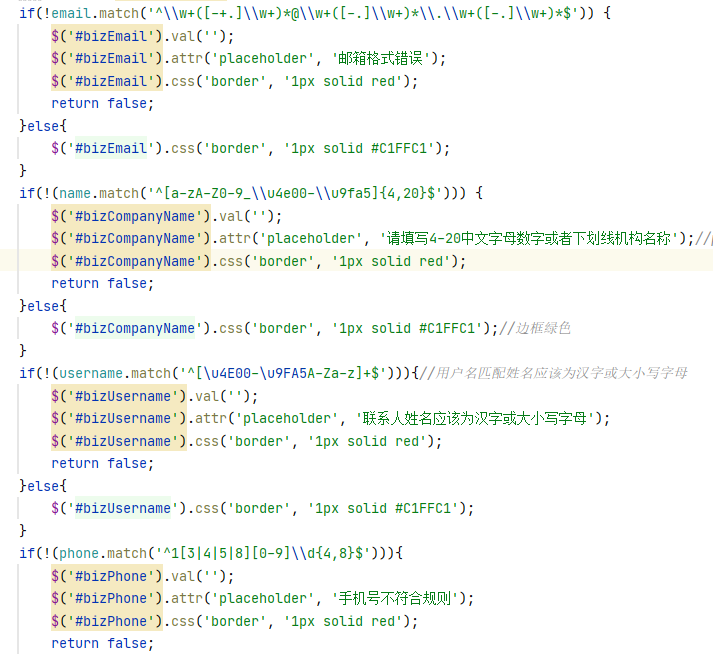 if(!email.match('^\\w+([-+.]\\w+)*@\\w+([-.]\\w+)*\\.\\w+([-.]\\w+)*$')) {
$('#bizEmail').val('');
$('#bizEmail').attr('placeholder', '邮箱格式错误');
$('#bizEmail').css('border', '1px solid red');
return false;
}else{
$('#bizEmail').css('border', '1px solid #C1FFC1');
}
if(!(name.match('^[a-zA-Z0-9_\\u4e00-\\u9fa5]{4,20}$'))) {
$('#bizCompanyName').val('');
$('#bizCompanyName').attr('placeholder', '请填写4-20中文字母数字或者下划线机构名称');//
$('#bizCompanyName').css('border', '1px solid red');
return false;
}else{
$('#bizCompanyName').css('border', '1px solid #C1FFC1');//边框绿色
}
if(!(username.match('^[\u4E00-\u9FA5A-Za-z]+$'))){//用户名匹配姓名应该为汉字或大小写字母
$('#bizUsername').val('');
$('#bizUsername').attr('placeholder', '联系人姓名应该为汉字或大小写字母');
$('#bizUsername').css('border', '1px solid red');
return false;
}else{
$('#bizUsername').css('border', '1px solid #C1FFC1');
}
if(!(phone.match('^1[3|4|5|8][0-9]\\d{4,8}$'))){
$('#bizPhone').val('');
$('#bizPhone').attr('placeholder', '手机号不符合规则');
$('#bizPhone').css('border', '1px solid red');
return false;